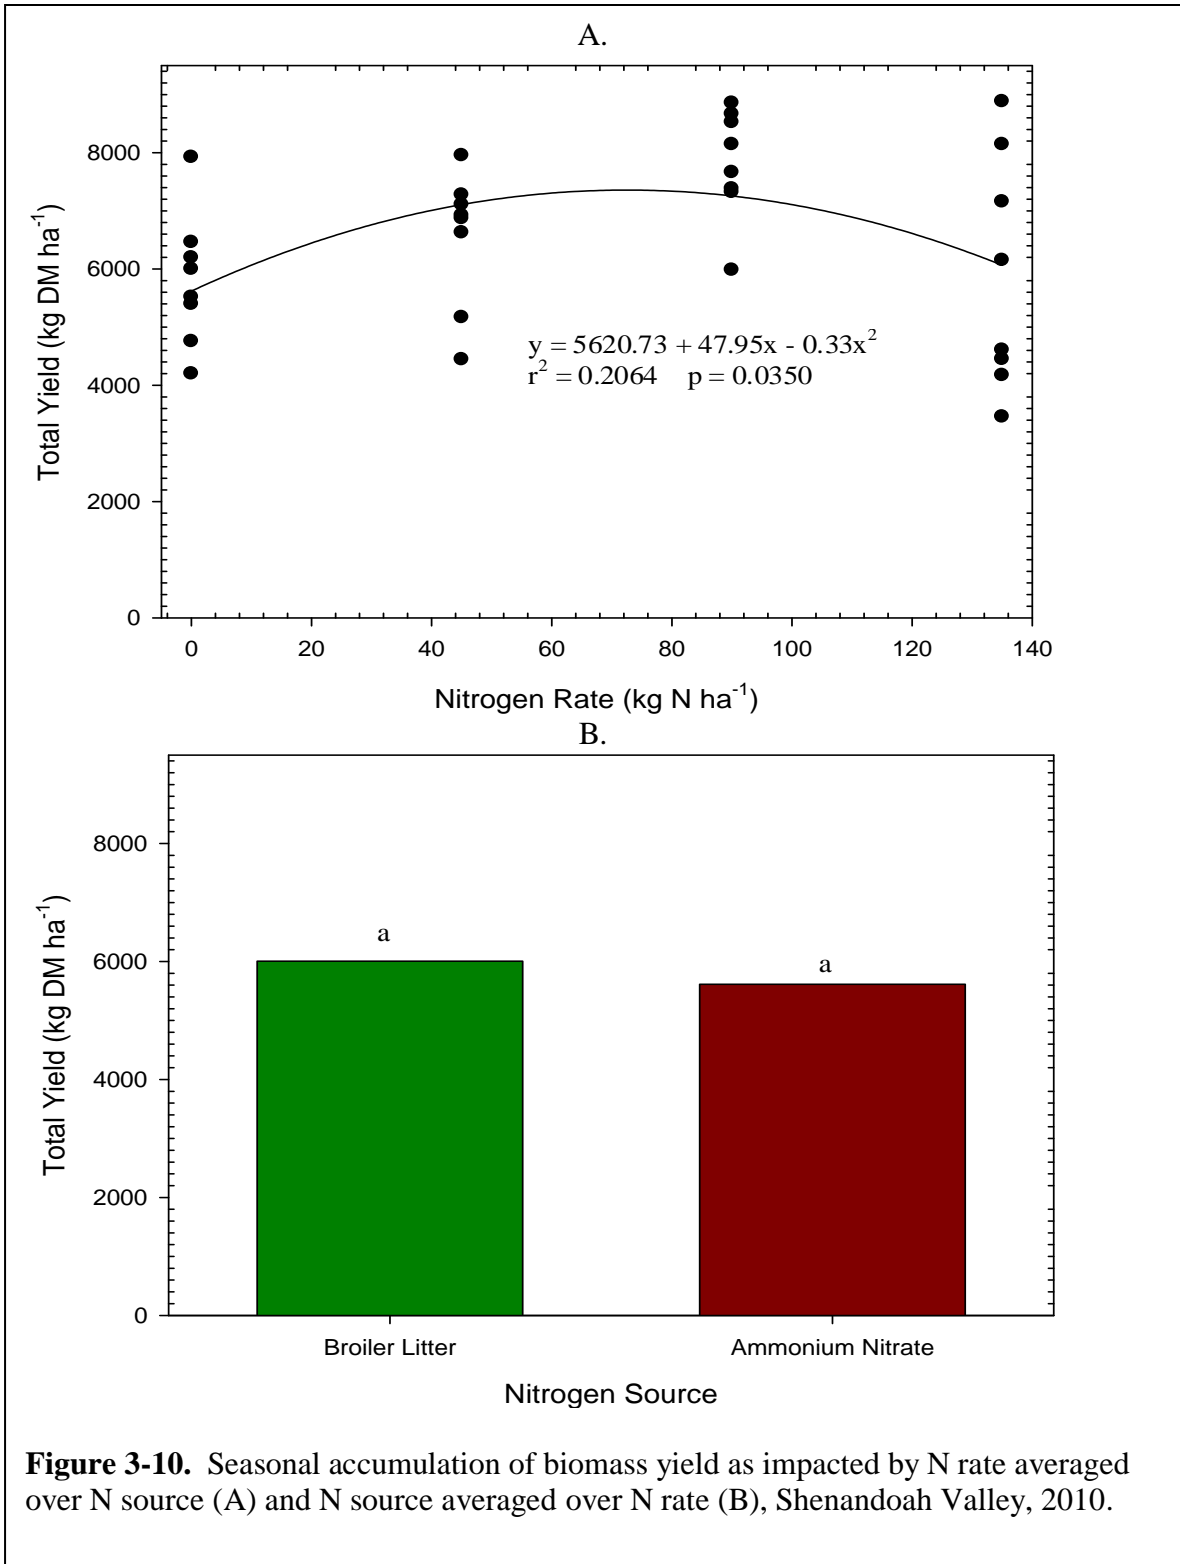 A.
Total Yield (kg DM ha⁻¹)
8000
6000
4000
2000
0
y = 5620.73 + 47.95x - 0.33x²
r² = 0.2064 p = 0.0350
0 20 40 60 80 100 120 140
Nitrogen Rate (kg N ha⁻¹)
B.
Total Yield (kg DM ha⁻¹)
8000
6000
4000
2000
0
a
a
Broiler Litter Ammonium Nitrate
Nitrogen Source
Figure 3-10. Seasonal accumulation of biomass yield as impacted by N rate averaged
over N source (A) and N source averaged over N rate (B), Shenandoah Valley, 2010.